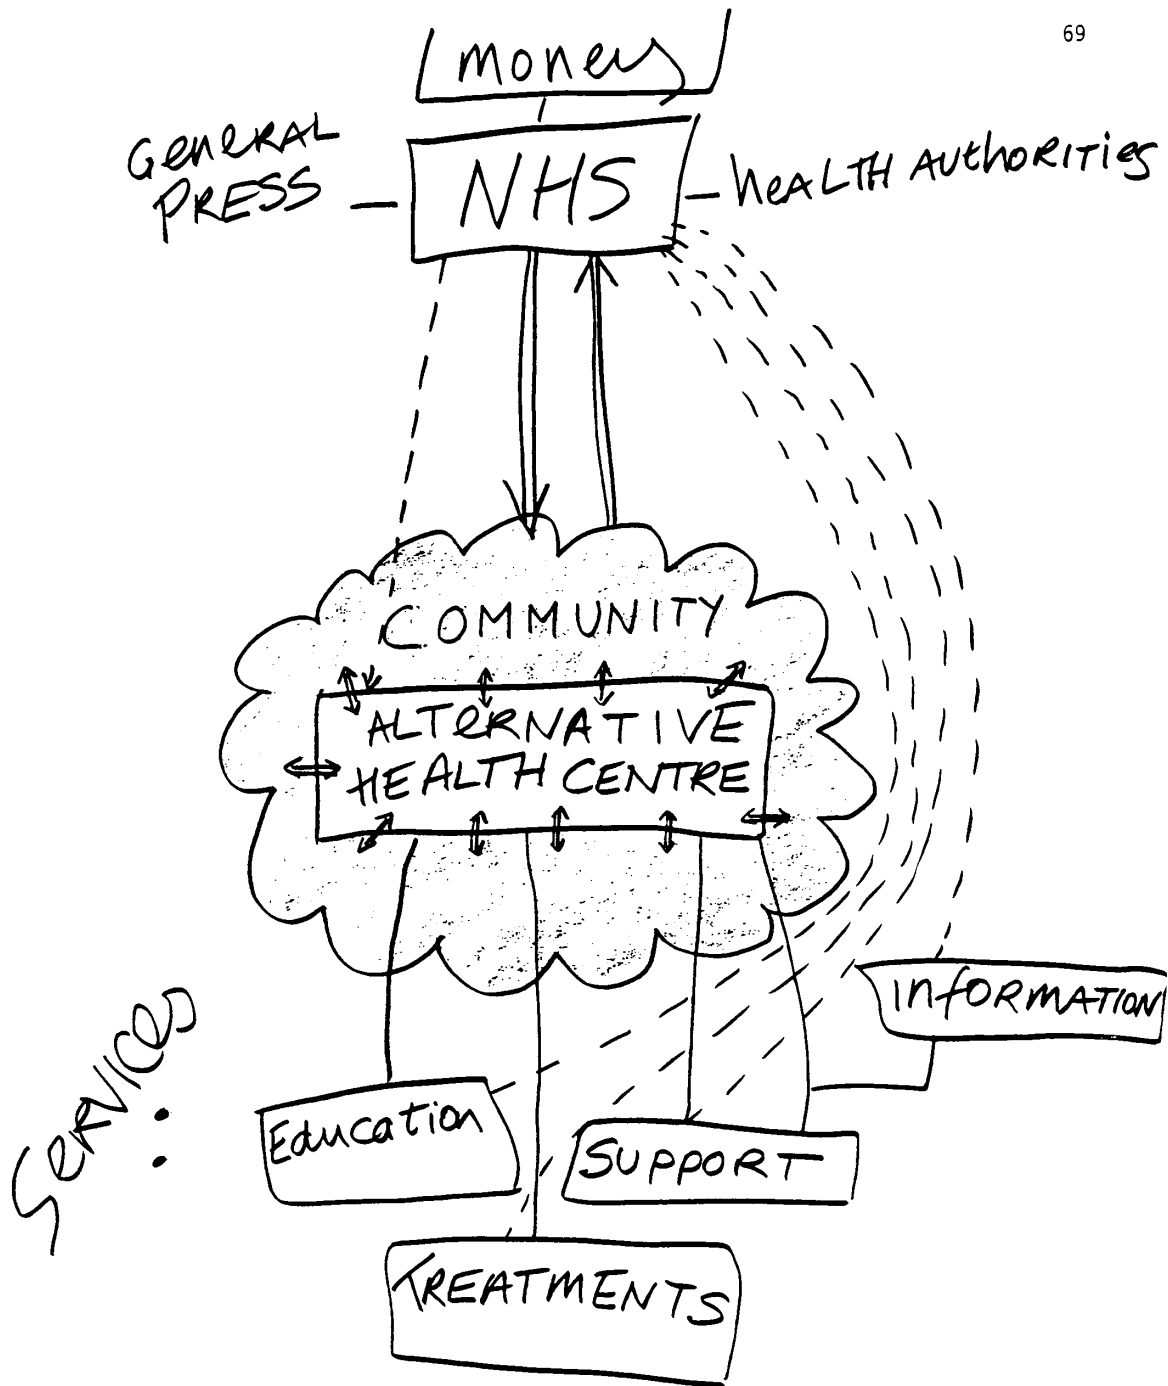 69
money
GENERAL
PRESS
NHS
HEALTH AUTHORITIES
COMMUNITY
ALTERNATIVE
HEALTH CENTRE
INFORMATION
SERVICES :
Education
SUPPORT
TREATMENTS